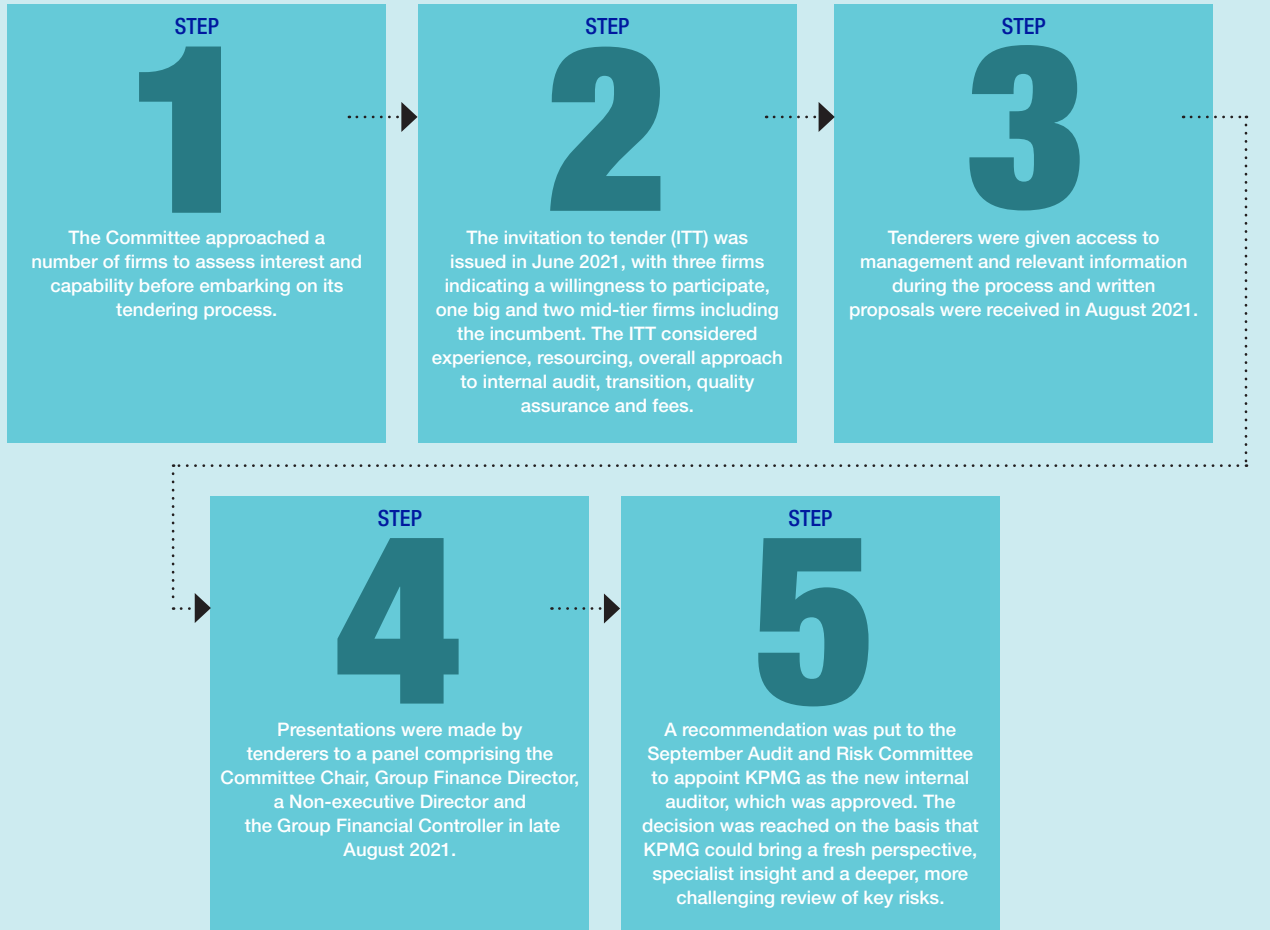 STEP
1
The Committee approached a
number of firms to assess interest and
capability before embarking on its
tendering process.
STEP
2
The invitation to tender (ITT) was
issued in June 2021, with three firms
indicating a willingness to participate,
one big and two mid-tier firms including
the incumbent. The ITT considered
experience, resourcing, overall approach
to internal audit, transition, quality
assurance and fees.
STEP
3
Tenderers were given access to
management and relevant information
during the process and written
proposals were received in August 2021.
STEP
4
Presentations were made by
tenderers to a panel comprising the
Committee Chair, Group Finance Director,
a Non-executive Director and
the Group Financial Controller in late
August 2021.
STEP
5
A recommendation was put to the
September Audit and Risk Committee
to appoint KPMG as the new internal
auditor, which was approved. The
decision was reached on the basis that
KPMG could bring a fresh perspective,
specialist insight and a deeper, more
challenging review of key risks.